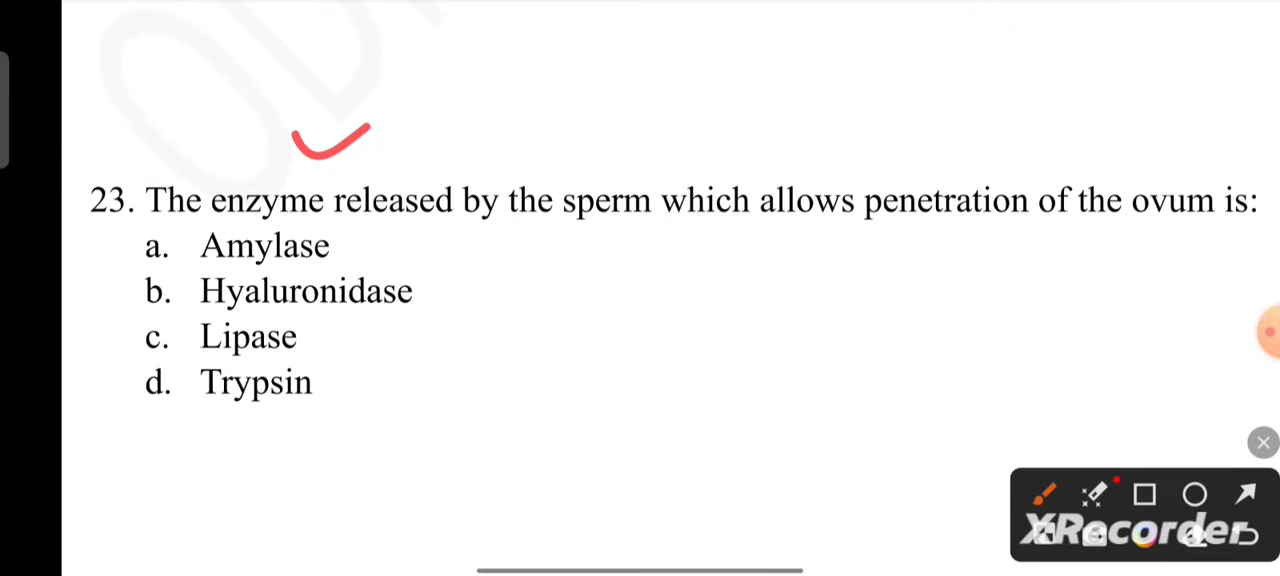 23. The enzyme released by the sperm which allows penetration of the ovum is:
a. Amylase
b. Hyaluronidase
c. Lipase
d. Trypsin
XRecorder